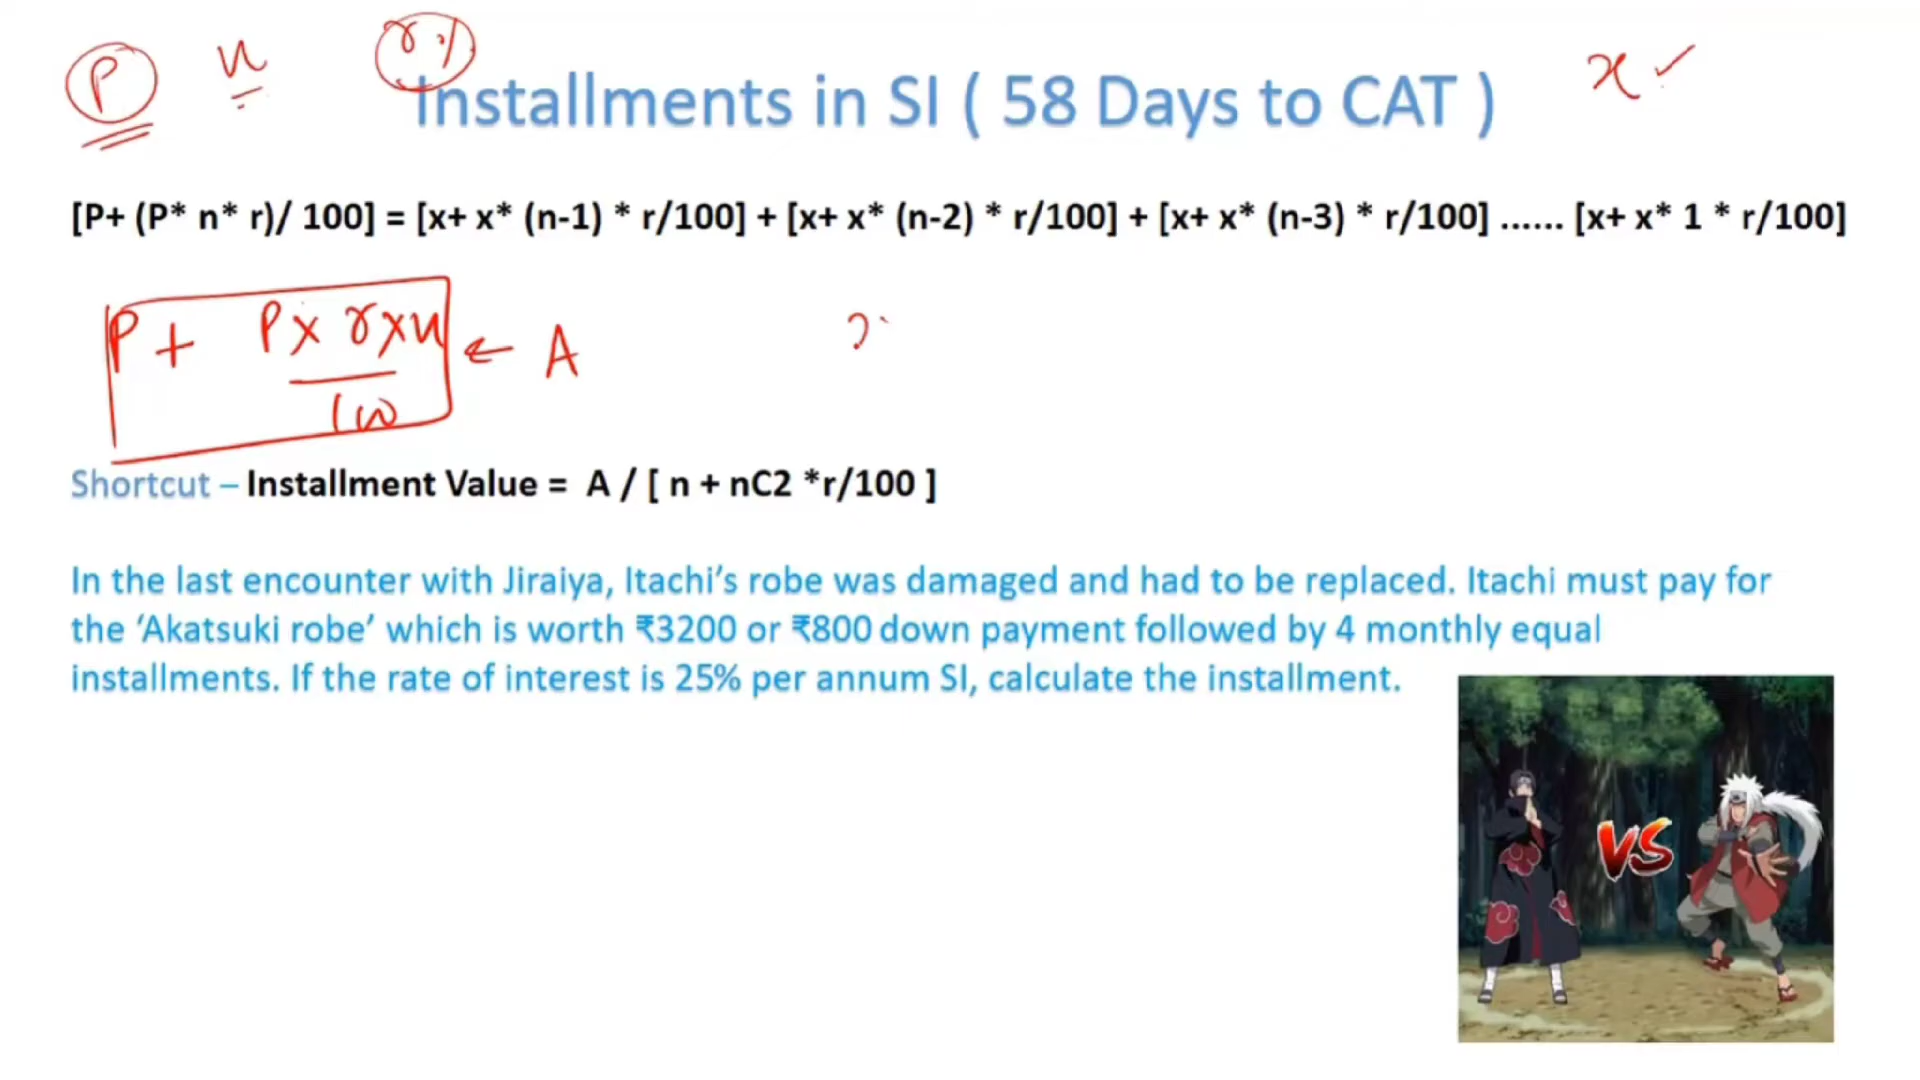 P n r% x
Installments in SI ( 58 Days to CAT )
[P+ (P* n* r)/ 100] = [x+ x* (n-1) * r/100] + [x+ x* (n-2) * r/100] + [x+ x* (n-3) * r/100] ...... [x+ x* 1 * r/100]
P + P x r x n ← A
100
Shortcut – Installment Value = A / [ n + nC2 *r/100 ]
In the last encounter with Jiraiya, Itachi's robe was damaged and had to be replaced. Itachi must pay for
the ‘Akatsuki robe’ which is worth ₹3200 or ₹800 down payment followed by 4 monthly equal
installments. If the rate of interest is 25% per annum SI, calculate the installment.
VS